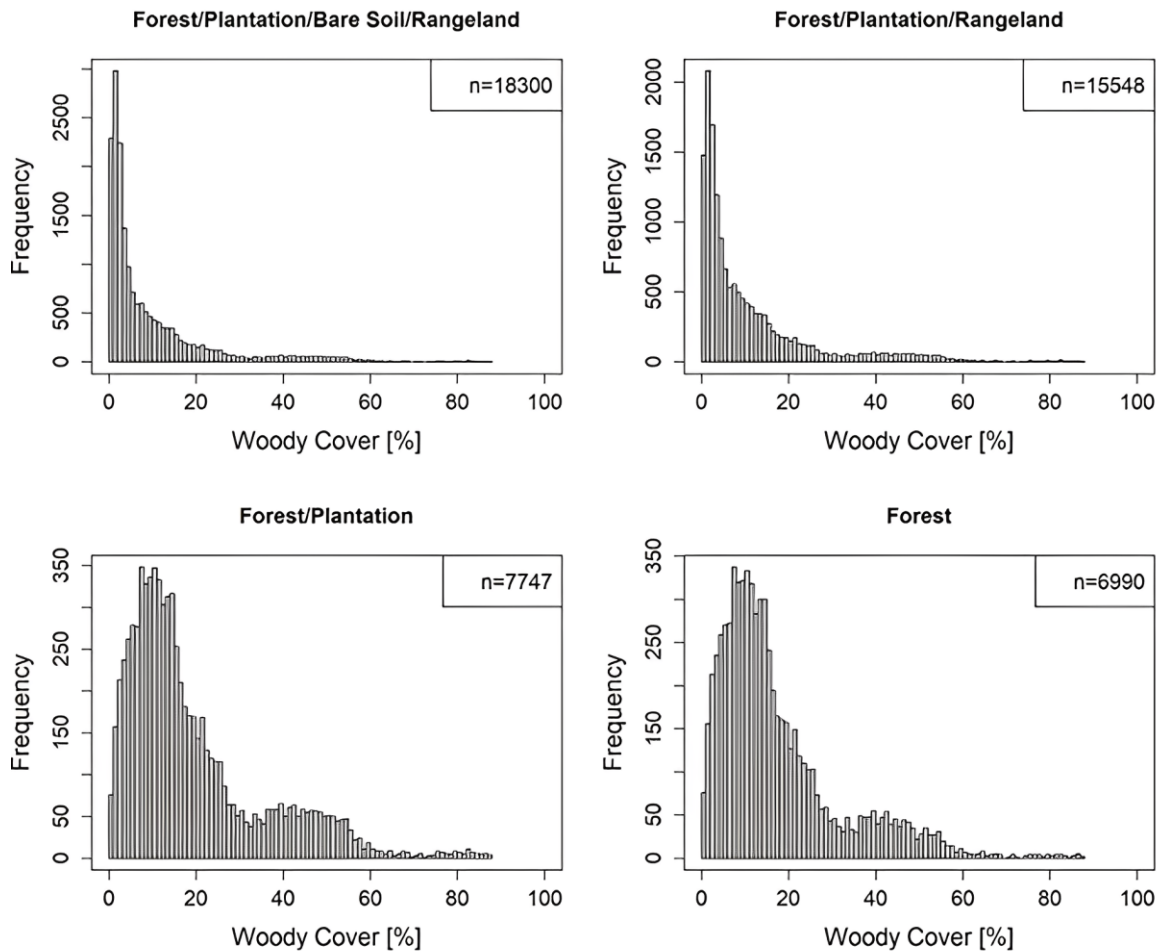 Forest/Plantation/Bare Soil/Rangeland
n=18300
Frequency
2500
1500
500
0
0 20 40 60 80 100
Woody Cover [%]
Forest/Plantation/Rangeland
n=15548
Frequency
2000
1500
1000
500
0
0 20 40 60 80 100
Woody Cover [%]
Forest/Plantation
n=7747
Frequency
350
250
150
50
0
0 20 40 60 80 100
Woody Cover [%]
Forest
n=6990
Frequency
350
250
150
50
0
0 20 40 60 80 100
Woody Cover [%]